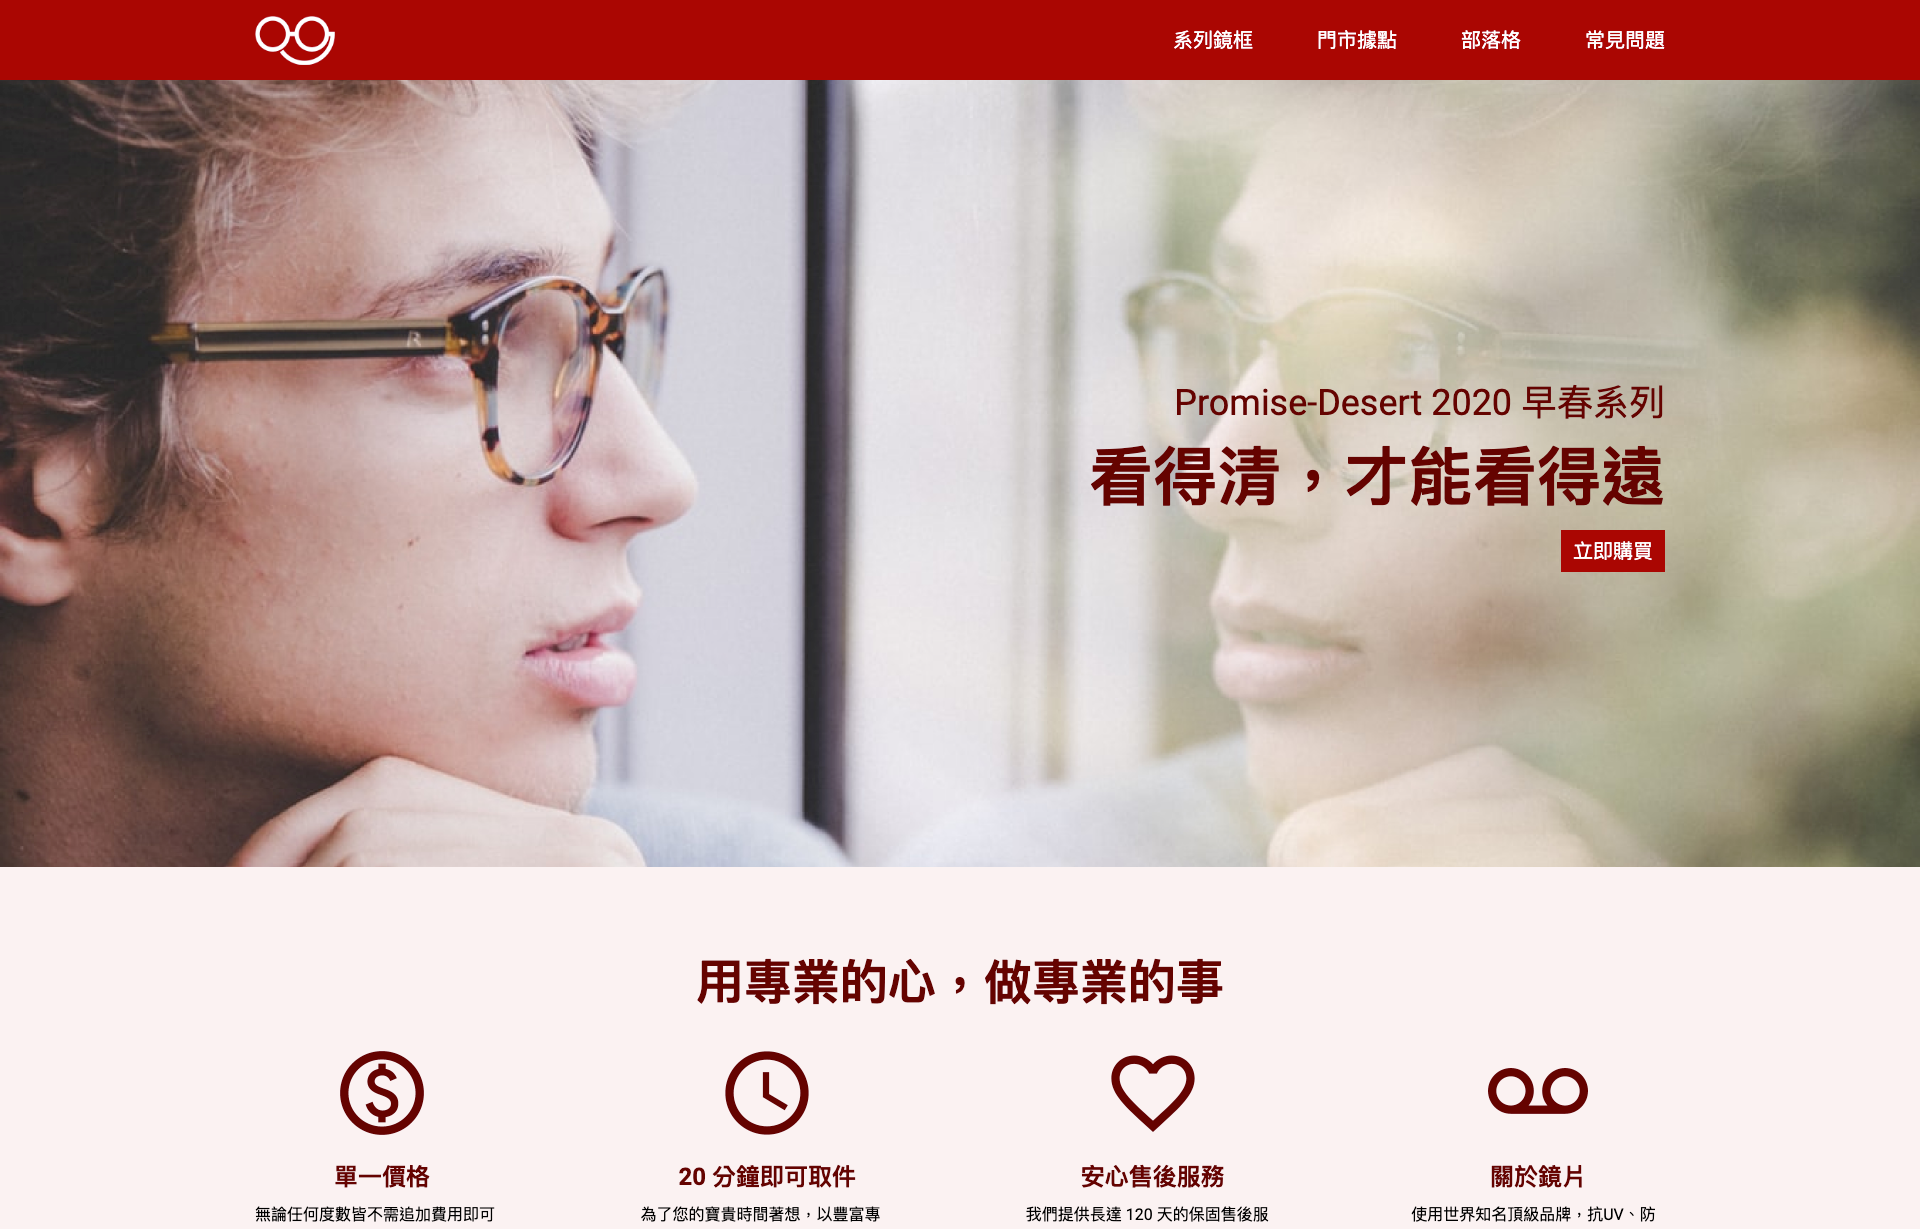 系列鏡框
門市據點
部落格
常見問題
Promise-Desert 2020 早春系列
看得清，才能看得遠
立即購買
用專業的心，做專業的事
單一價格
無論任何度數皆不需追加費用即可
20 分鐘即可取件
為了您的寶貴時間著想，以豐富專
安心售後服務
我們提供長達 120 天的保固售後服
關於鏡片
使用世界知名頂級品牌，抗UV、防